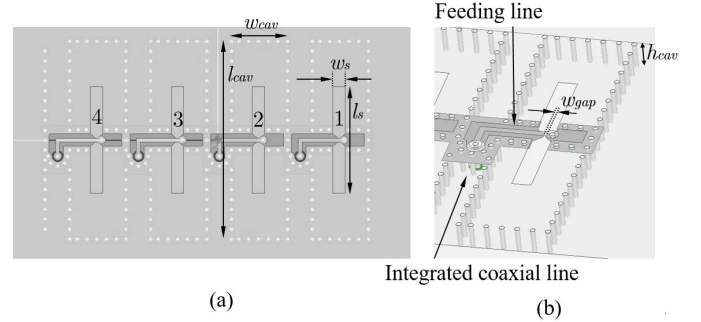 Feeding line
w_cav
h_cav
l_cav
w_s
w_gap
4 3 2 1
l_s
Integrated coaxial line
(a)
(b)